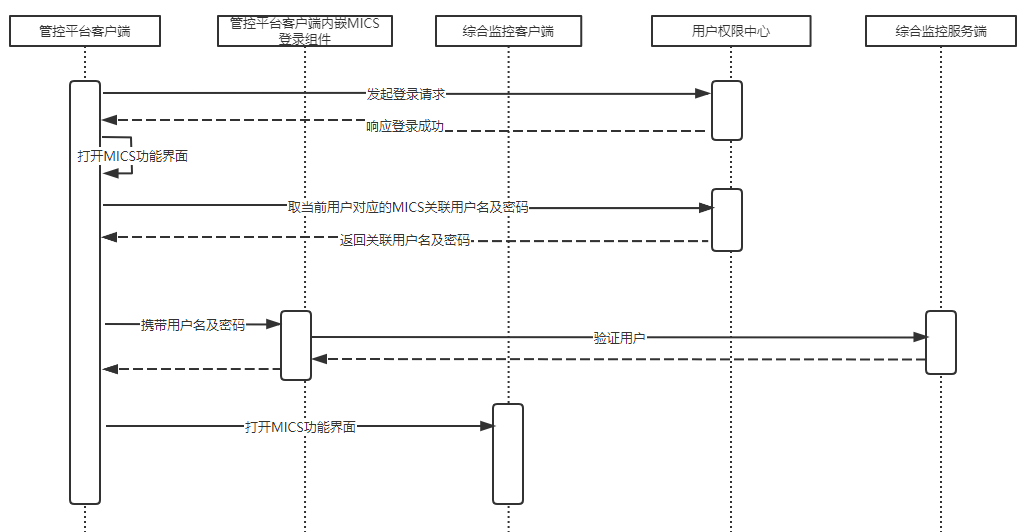 管控平台客户端
管控平台客户端内嵌MICS
登录组件
综合监控客户端
用户权限中心
综合监控服务端
发起登录请求
响应登录成功
打开MICS功能界面
取当前用户对应的MICS关联用户名及密码
返回关联用户名及密码
携带用户名及密码
验证用户
打开MICS功能界面